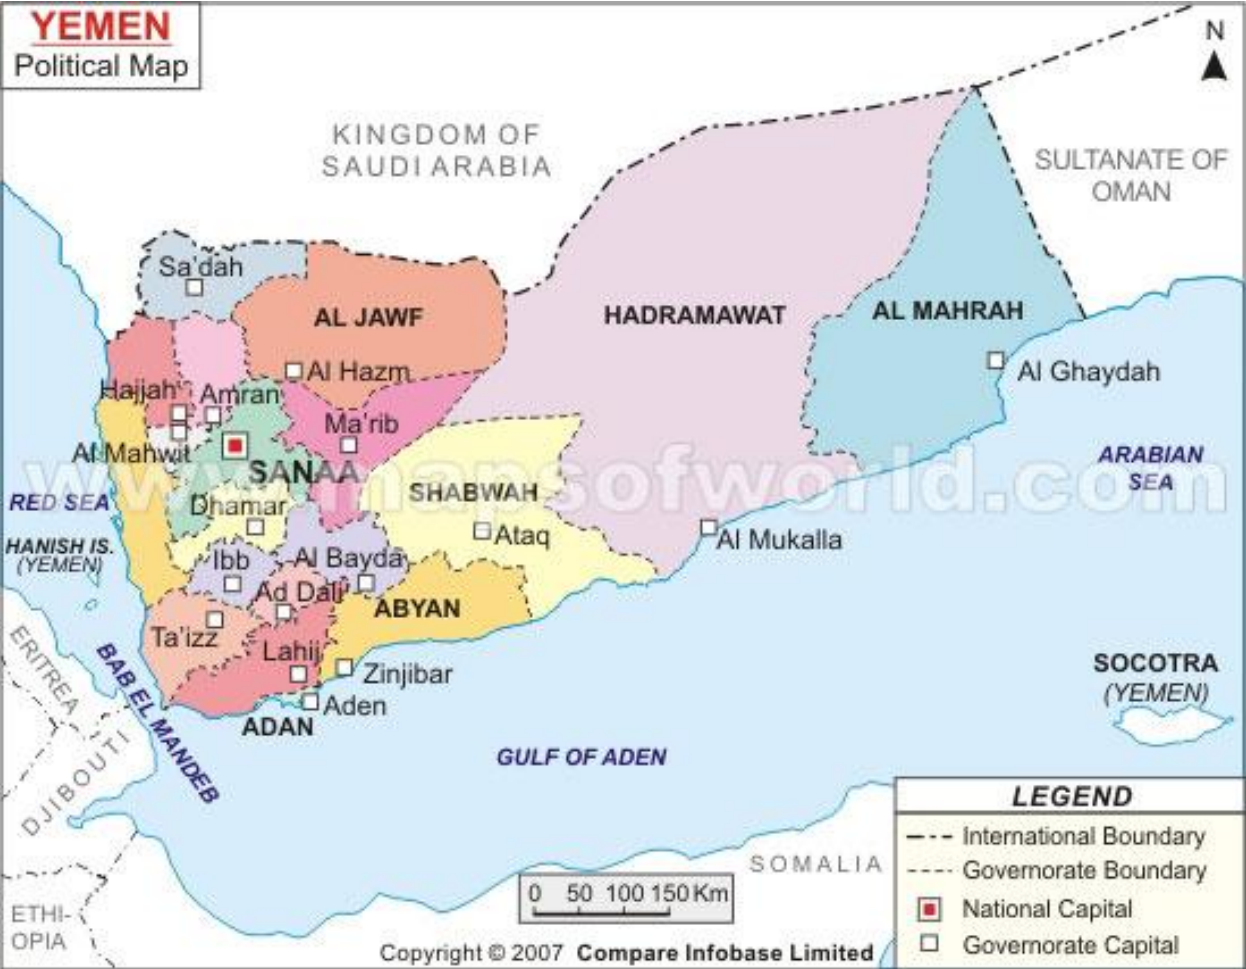 YEMEN
Political Map
N
KINGDOM OF
SAUDI ARABIA
SULTANATE OF
OMAN
Sa'dah
AL JAWF
HADRAMAWAT
AL MAHRAH
Al Hazm
Al Ghaydah
Hajjah
Amran
Ma'rib
Al Mahwit
SANAA
www.mapsofworld.com
ARABIAN
SEA
RED SEA
SHABWAH
Dhamar
Ataq
Al Mukalla
HANISH IS.
(YEMEN)
Ibb
Al Bayda
Ad Dali
ABYAN
Ta'izz
Lahij
Zinjibar
SOCOTRA
(YEMEN)
ERITREA
BAB EL MANDEB
Aden
ADAN
GULF OF ADEN
DJIBOUTI
SOMALIA
ETHI-
OPIA
0 50 100 150 Km
LEGEND
International Boundary
Governorate Boundary
National Capital
Governorate Capital
Copyright © 2007 Compare Infobase Limited